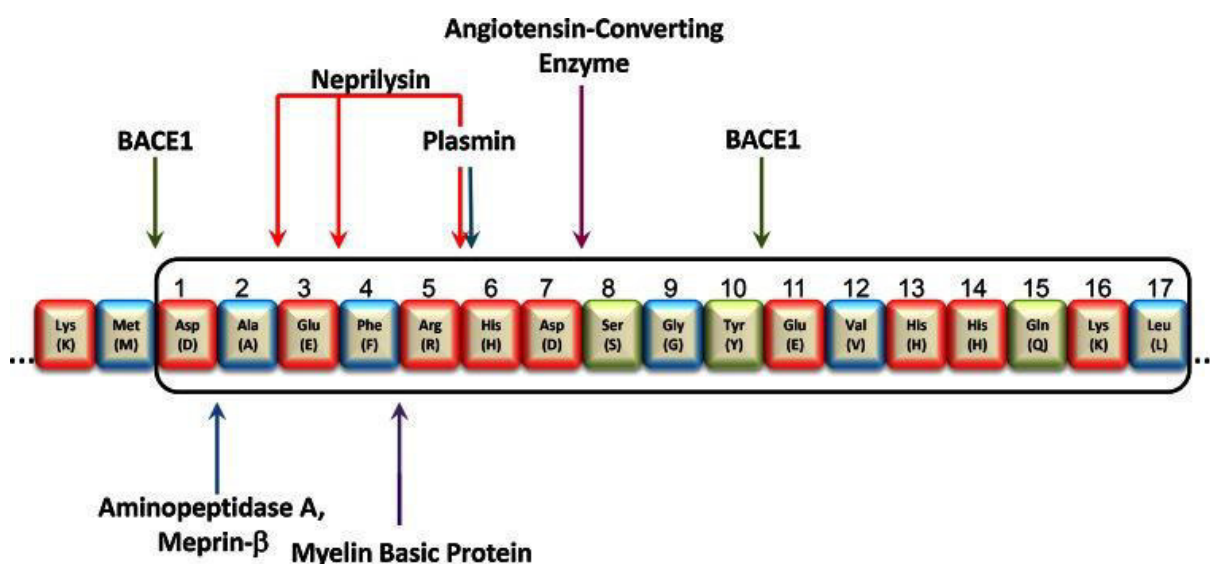 Angiotensin-Converting
Enzyme
Neprilysin
BACE1
Plasmin
BACE1
1 2 3 4 5 6 7 8 9 10 11 12 13 14 15 16 17
Lys Met Asp Ala Glu Phe Arg His Asp Ser Gly Tyr Glu Val His His Gln Lys Leu
(K) (M) (D) (A) (E) (F) (R) (H) (D) (S) (G) (Y) (E) (V) (H) (H) (Q) (K) (L)
... ..
Aminopeptidase A,
Meprin-β
Myelin Basic Protein